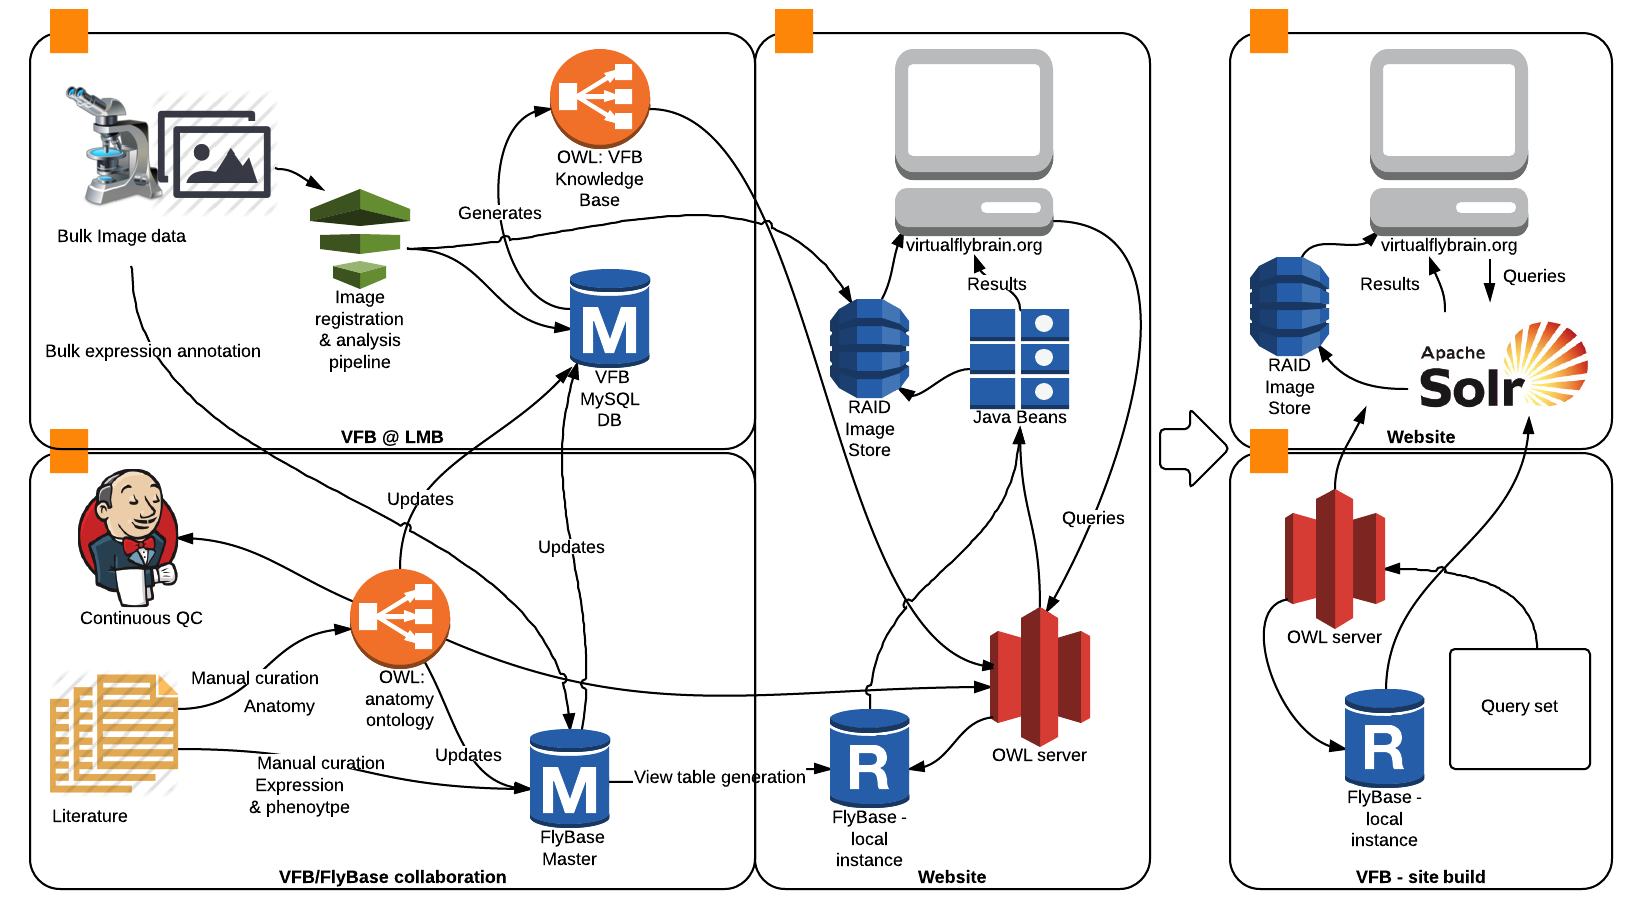 Bulk Image data
OWL: VFB
Knowledge
Base
Generates
Image
registration
& analysis
pipeline
Bulk expression annotation
M
VFB
MySQL
DB
VFB @ LMB
Updates
Updates
Continuous QC
Manual curation
Anatomy
OWL:
anatomy
ontology
Updates
Manual curation
Expression
& phenoytpe
Literature
M
FlyBase
Master
View table generation
VFB/FlyBase collaboration
virtualflybrain.org
Results
RAID
Image
Store
Java Beans
Queries
OWL server
R
FlyBase -
local
instance
Website
virtualflybrain.org
Results
Queries
RAID
Image
Store
Apache
Solr
Website
OWL server
Query set
R
FlyBase -
local
instance
VFB - site build